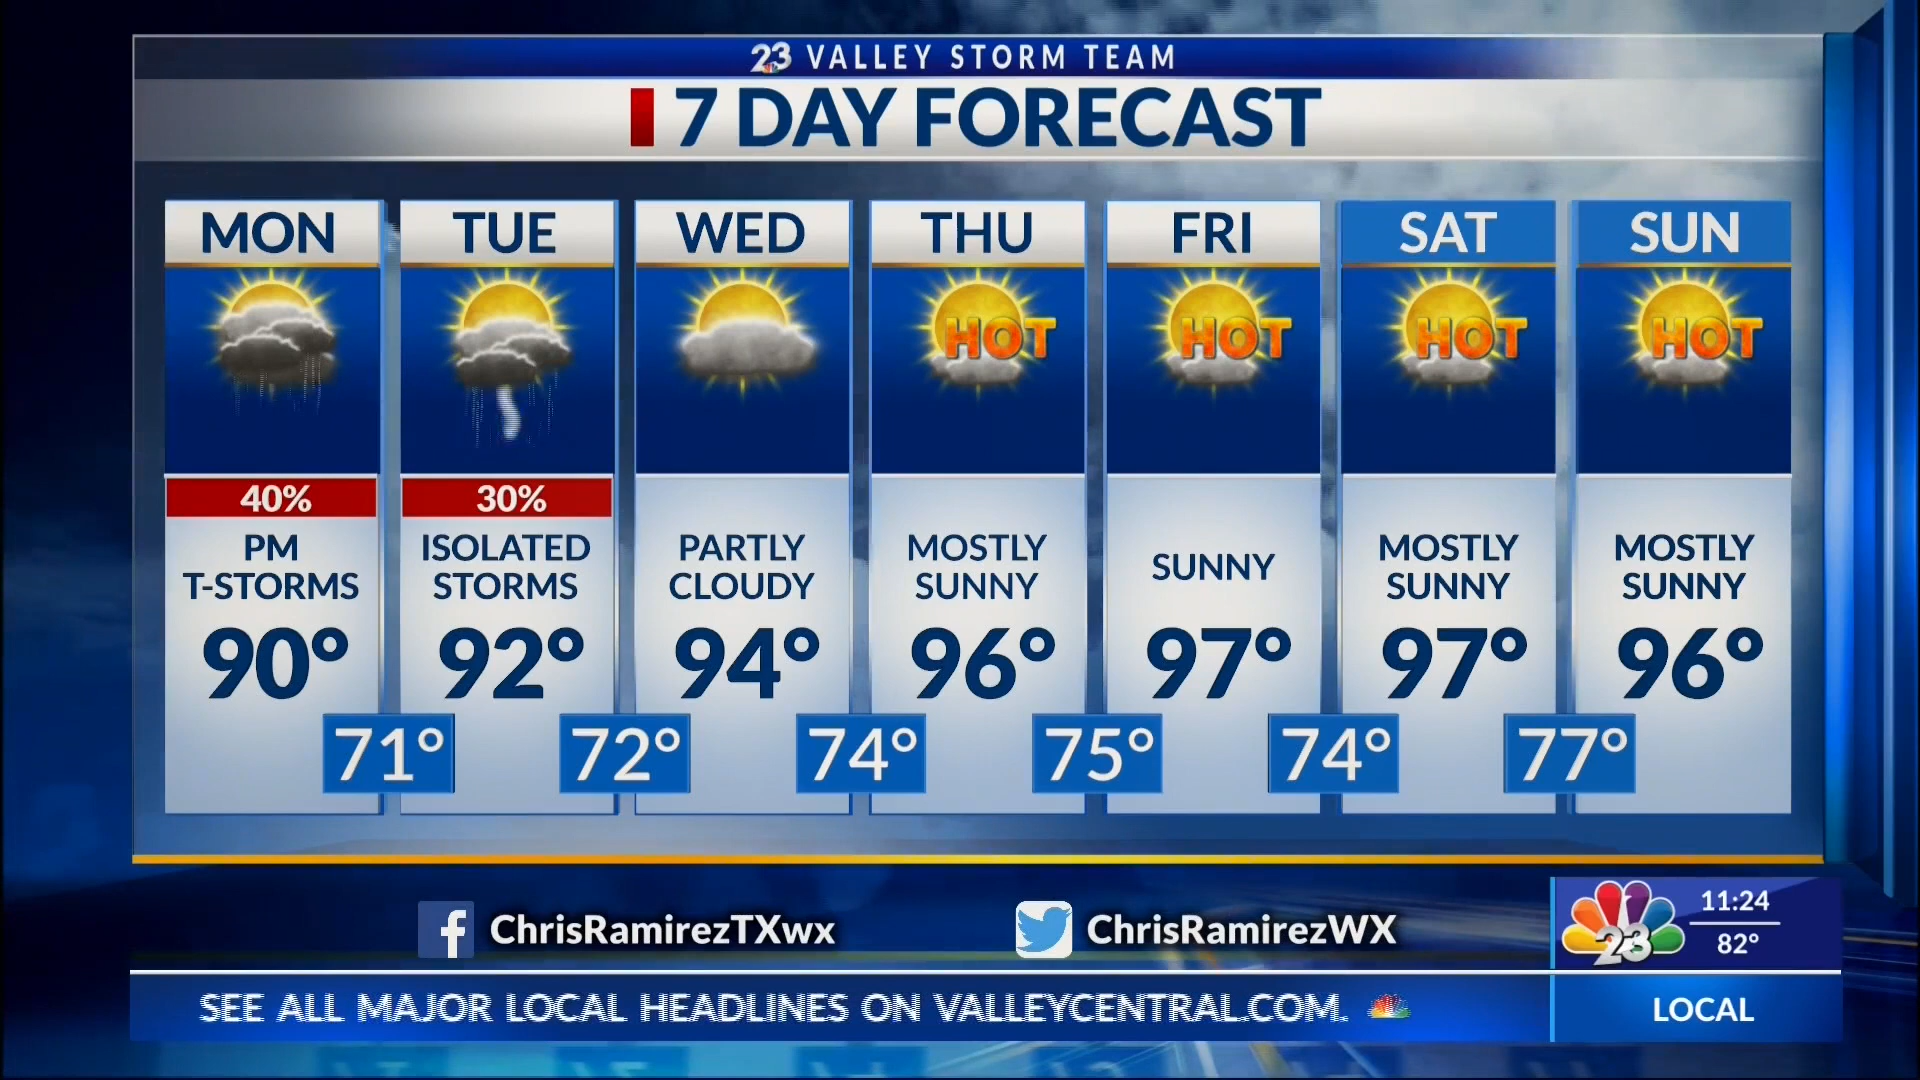 23 VALLEY STORM TEAM
7 DAY FORECAST
MON TUE WED THU FRI SAT SUN
HOT HOT HOT HOT
40% 30%
PM T-STORMS
ISOLATED STORMS
PARTLY CLOUDY
MOSTLY SUNNY
SUNNY
MOSTLY SUNNY
MOSTLY SUNNY
90° 92° 94° 96° 97° 97° 96°
71° 72° 74° 75° 74° 77°
f ChrisRamirezTXwx
ChrisRamirezWX
23
11:24
82°
SEE ALL MAJOR LOCAL HEADLINES ON VALLEYCENTRAL.COM.
LOCAL